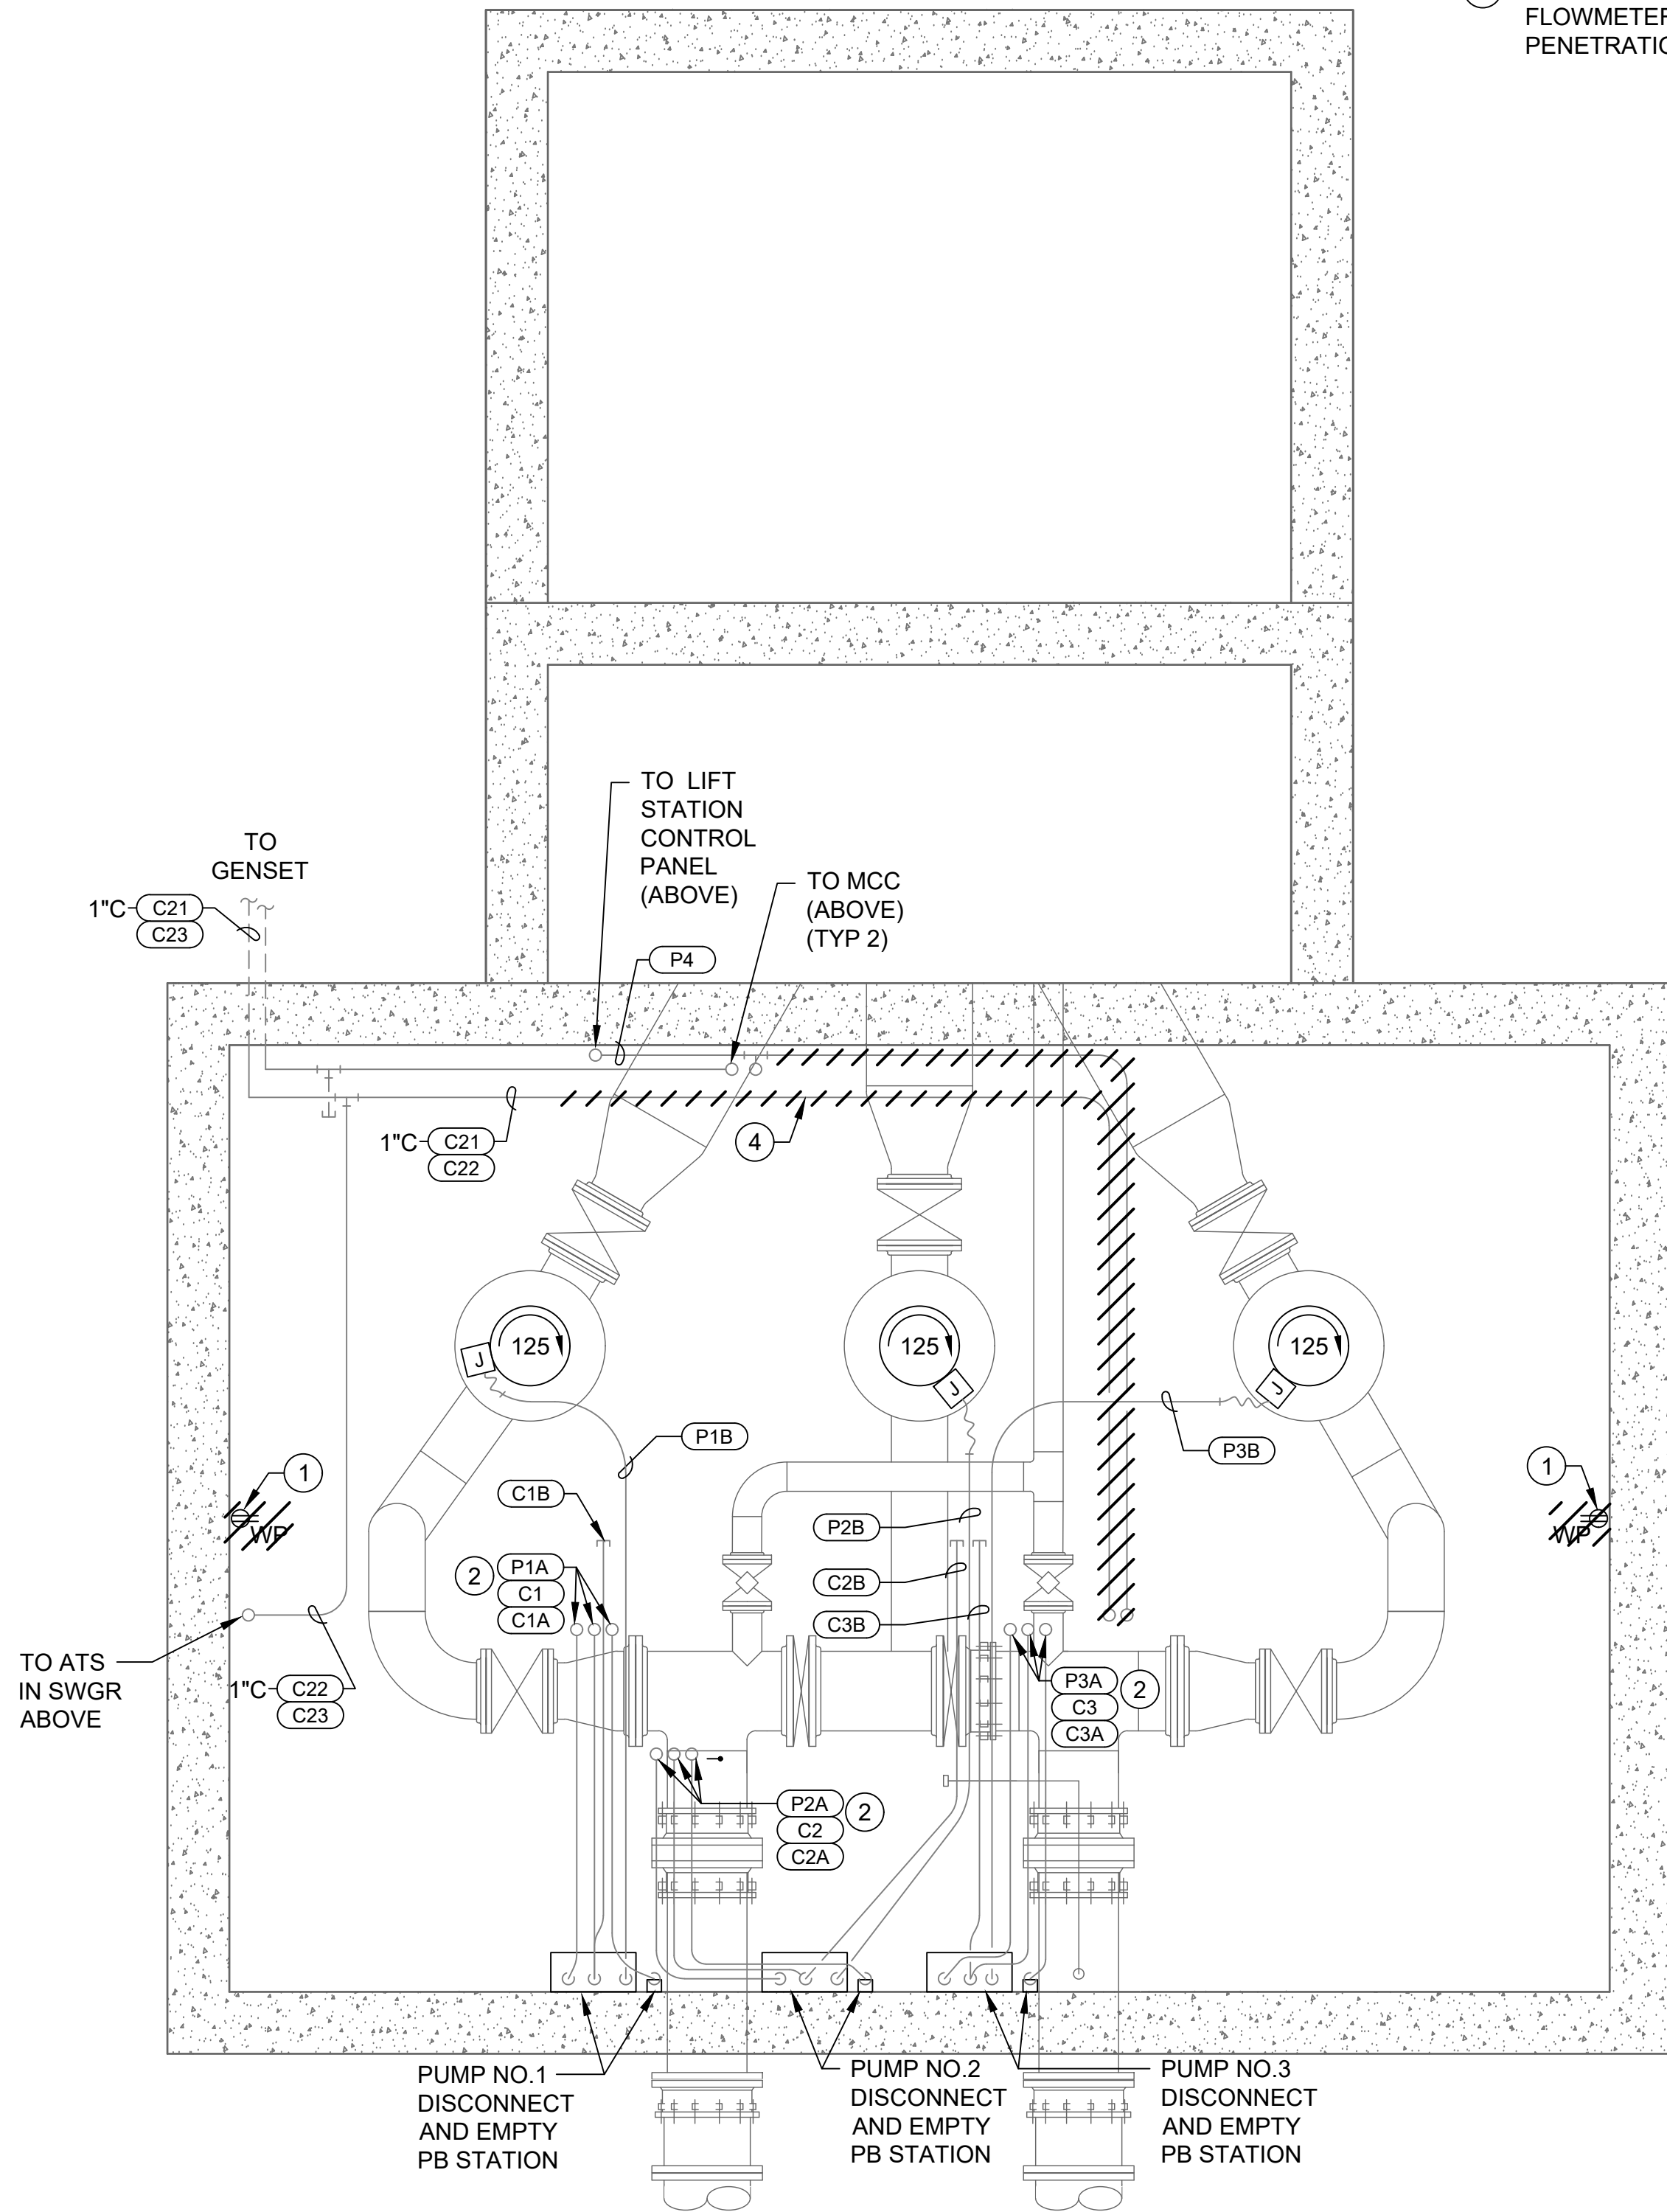 FLOWMETER
TO LIFT
STATION
CONTROL
PANEL
(ABOVE)
TO
GENSET
TO MCC
(ABOVE)
(TYP 2)
1"C
C21
C23
P4
1"C
C21
C22
4
125
J
125
J
125
J
P1B
P3B
1
WP
1
WP
C1B
P2B
2
P1A
C1
C1A
C2B
C3B
TO ATS
IN SWGR
ABOVE
1"C
C22
C23
P3A
C3
C3A
2
P2A
C2
C2A
2
PUMP NO.1
DISCONNECT
AND EMPTY
PB STATION
PUMP NO.2
DISCONNECT
AND EMPTY
PB STATION
PUMP NO.3
DISCONNECT
AND EMPTY
PB STATION